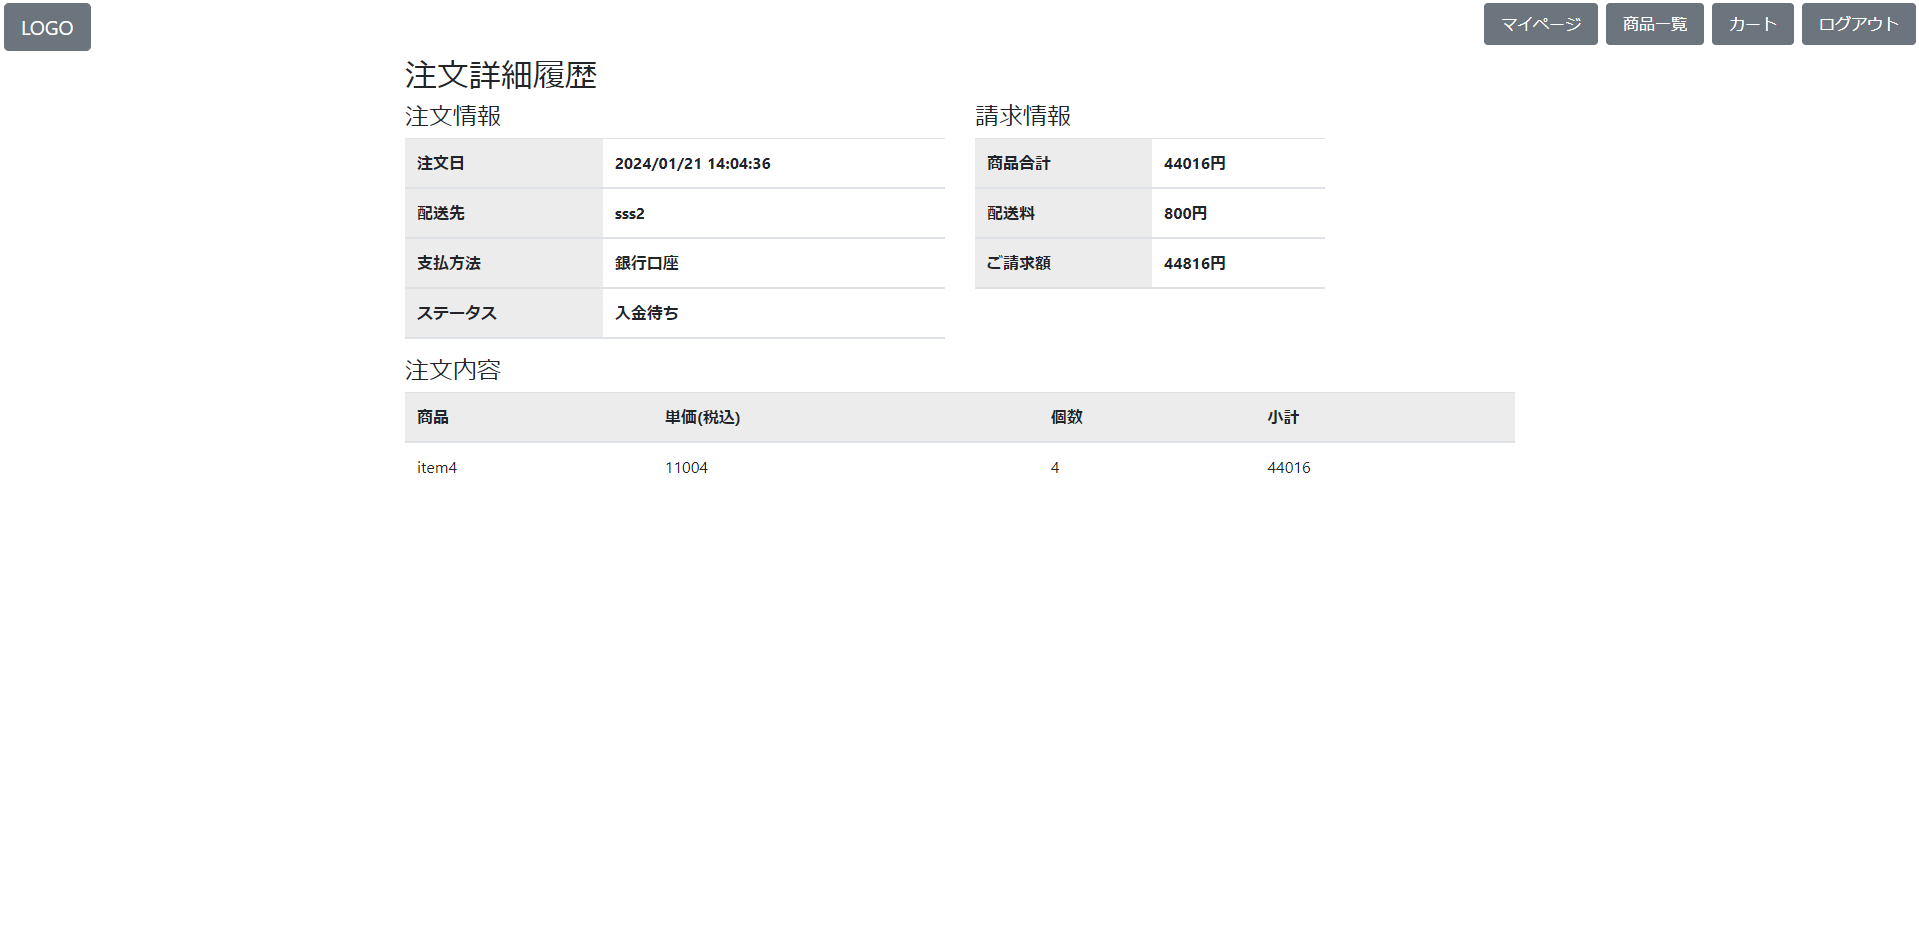 LOGO
マイページ 商品一覧 カート ログアウト
注文詳細履歴
注文情報
注文日 2024/01/21 14:04:36
配送先 sss2
支払方法 銀行口座
ステータス 入金待ち
請求情報
商品合計 44016円
配送料 800円
ご請求額 44816円
注文内容
商品 単価(税込) 個数 小計
item4 11004 4 44016